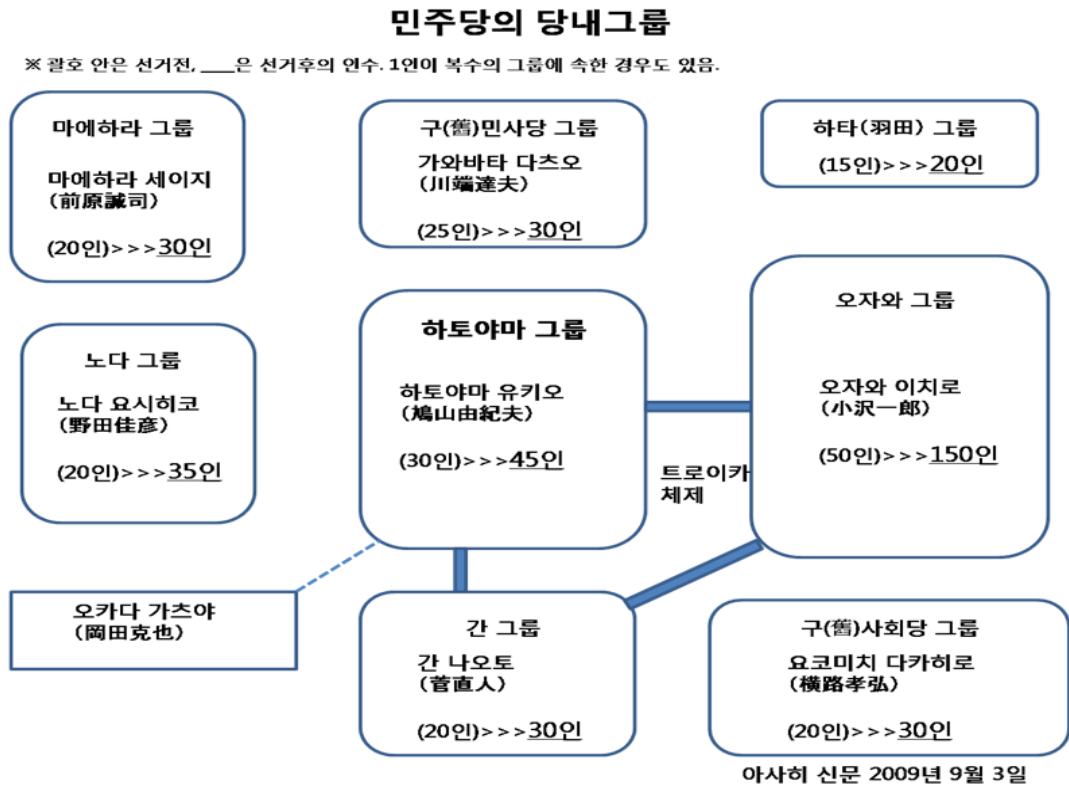 민주당의 당내그룹
※ 괄호 안은 선거전, ___은 선거후의 인수. 1인이 복수의 그룹에 속한 경우도 있음.
마에하라 그룹
마에하라 세이지
(前原誠司)
(20인)>>>30인
구(舊)민사당 그룹
가와바타 다츠오
(川端達夫)
(25인)>>>30인
하타(羽田) 그룹
(15인)>>>20인
노다 그룹
노다 요시히코
(野田佳彦)
(20인)>>>35인
하토야마 그룹
하토야마 유키오
(鳩山由紀夫)
(30인)>>>45인
오자와 그룹
오자와 이치로
(小沢一郎)
(50인)>>>150인
트로이카
체제
오카다 가츠야
(岡田克也)
간 그룹
간 나오토
(菅直人)
(20인)>>>30인
구(舊)사회당 그룹
요코미치 다카히로
(横路孝弘)
(20인)>>>30인
아사히 신문 2009년 9월 3일